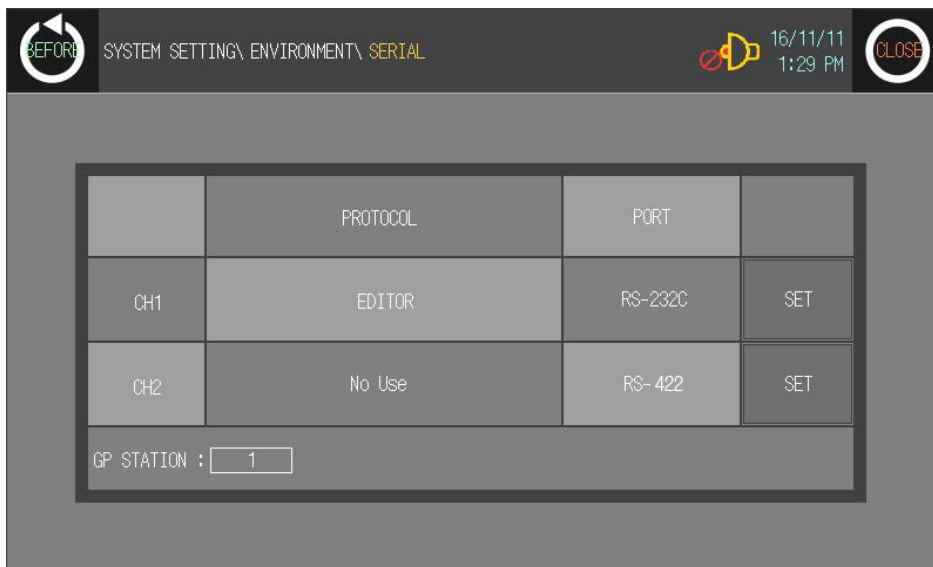 BEFORE
SYSTEM SETTING\ ENVIRONMENT\ SERIAL
16/11/11
1:29 PM
CLOSE
PROTOCOL PORT
CH1 EDITOR RS-232C SET
CH2 No Use RS-422 SET
GP STATION : 1